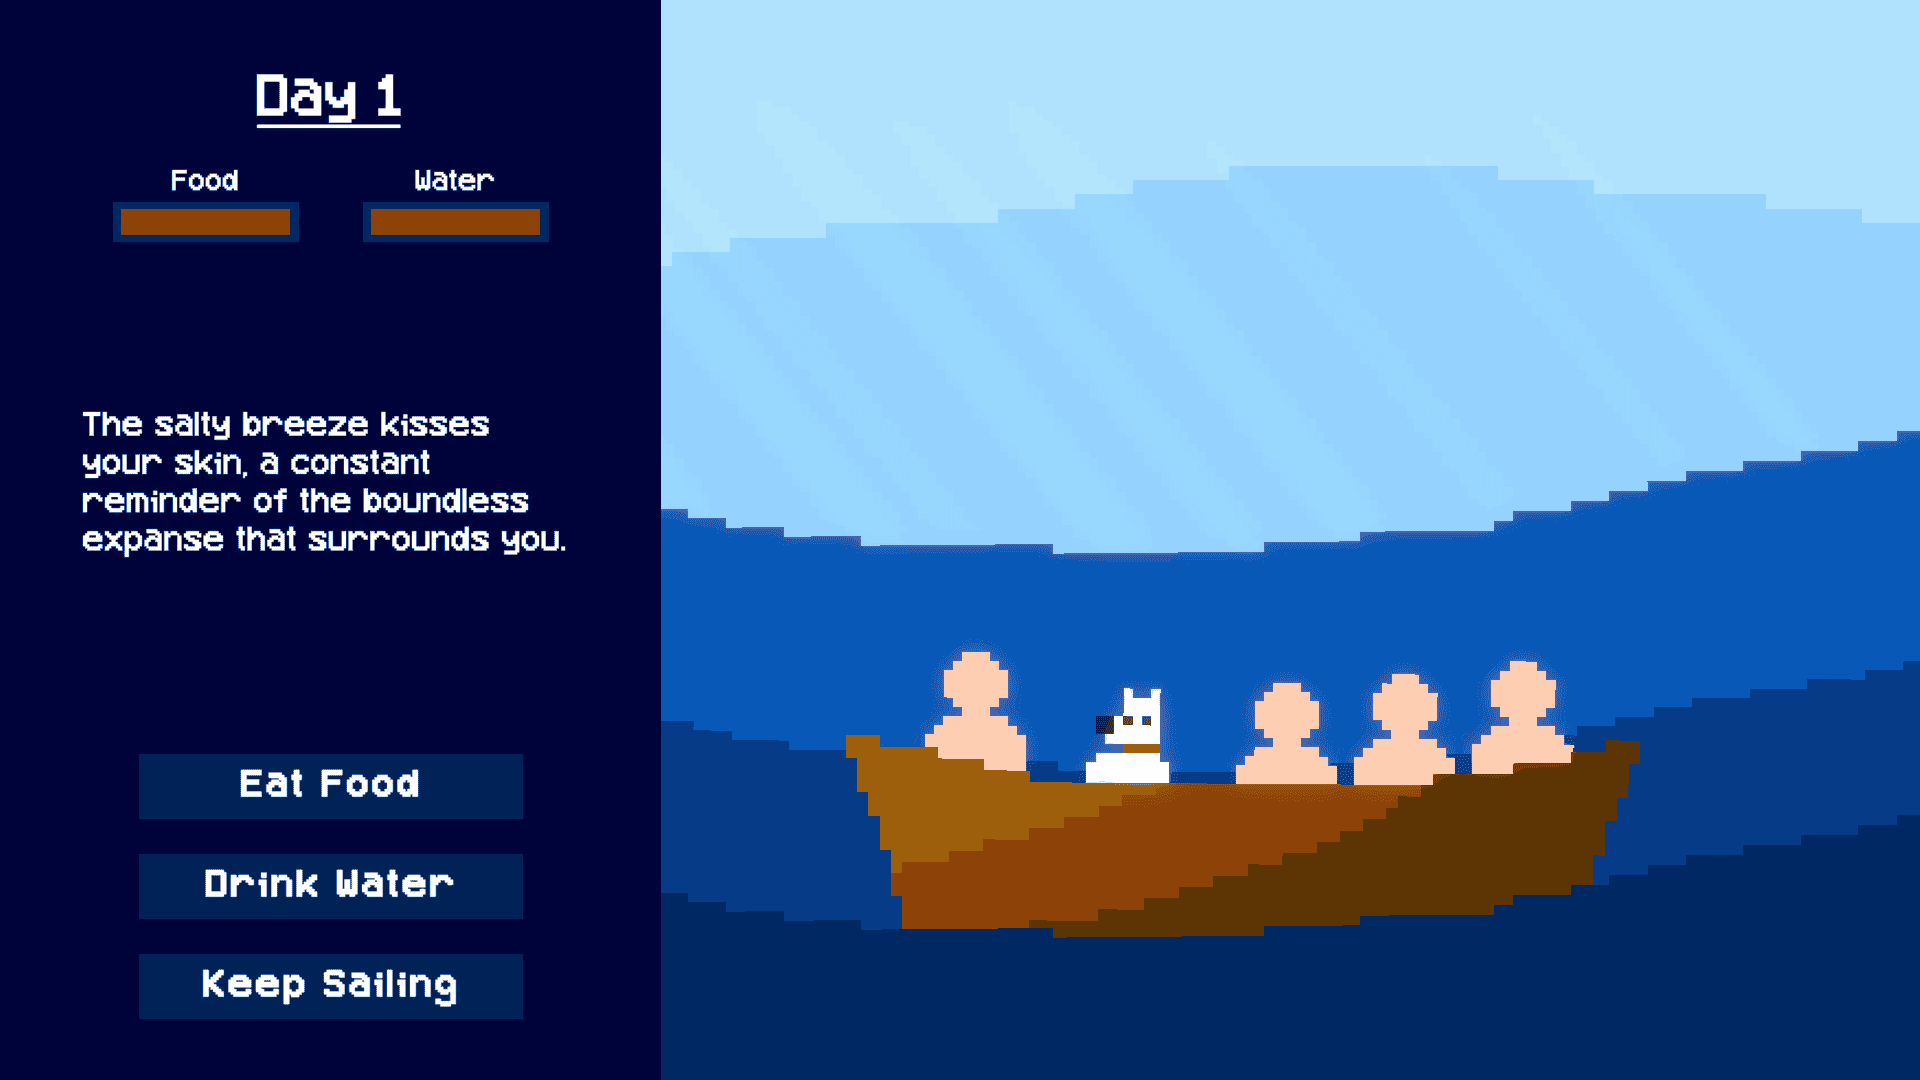 Day 1
Food
Water
The salty breeze kisses
your skin, a constant
reminder of the boundless
expanse that surrounds you.
Eat Food
Drink Water
Keep Sailing